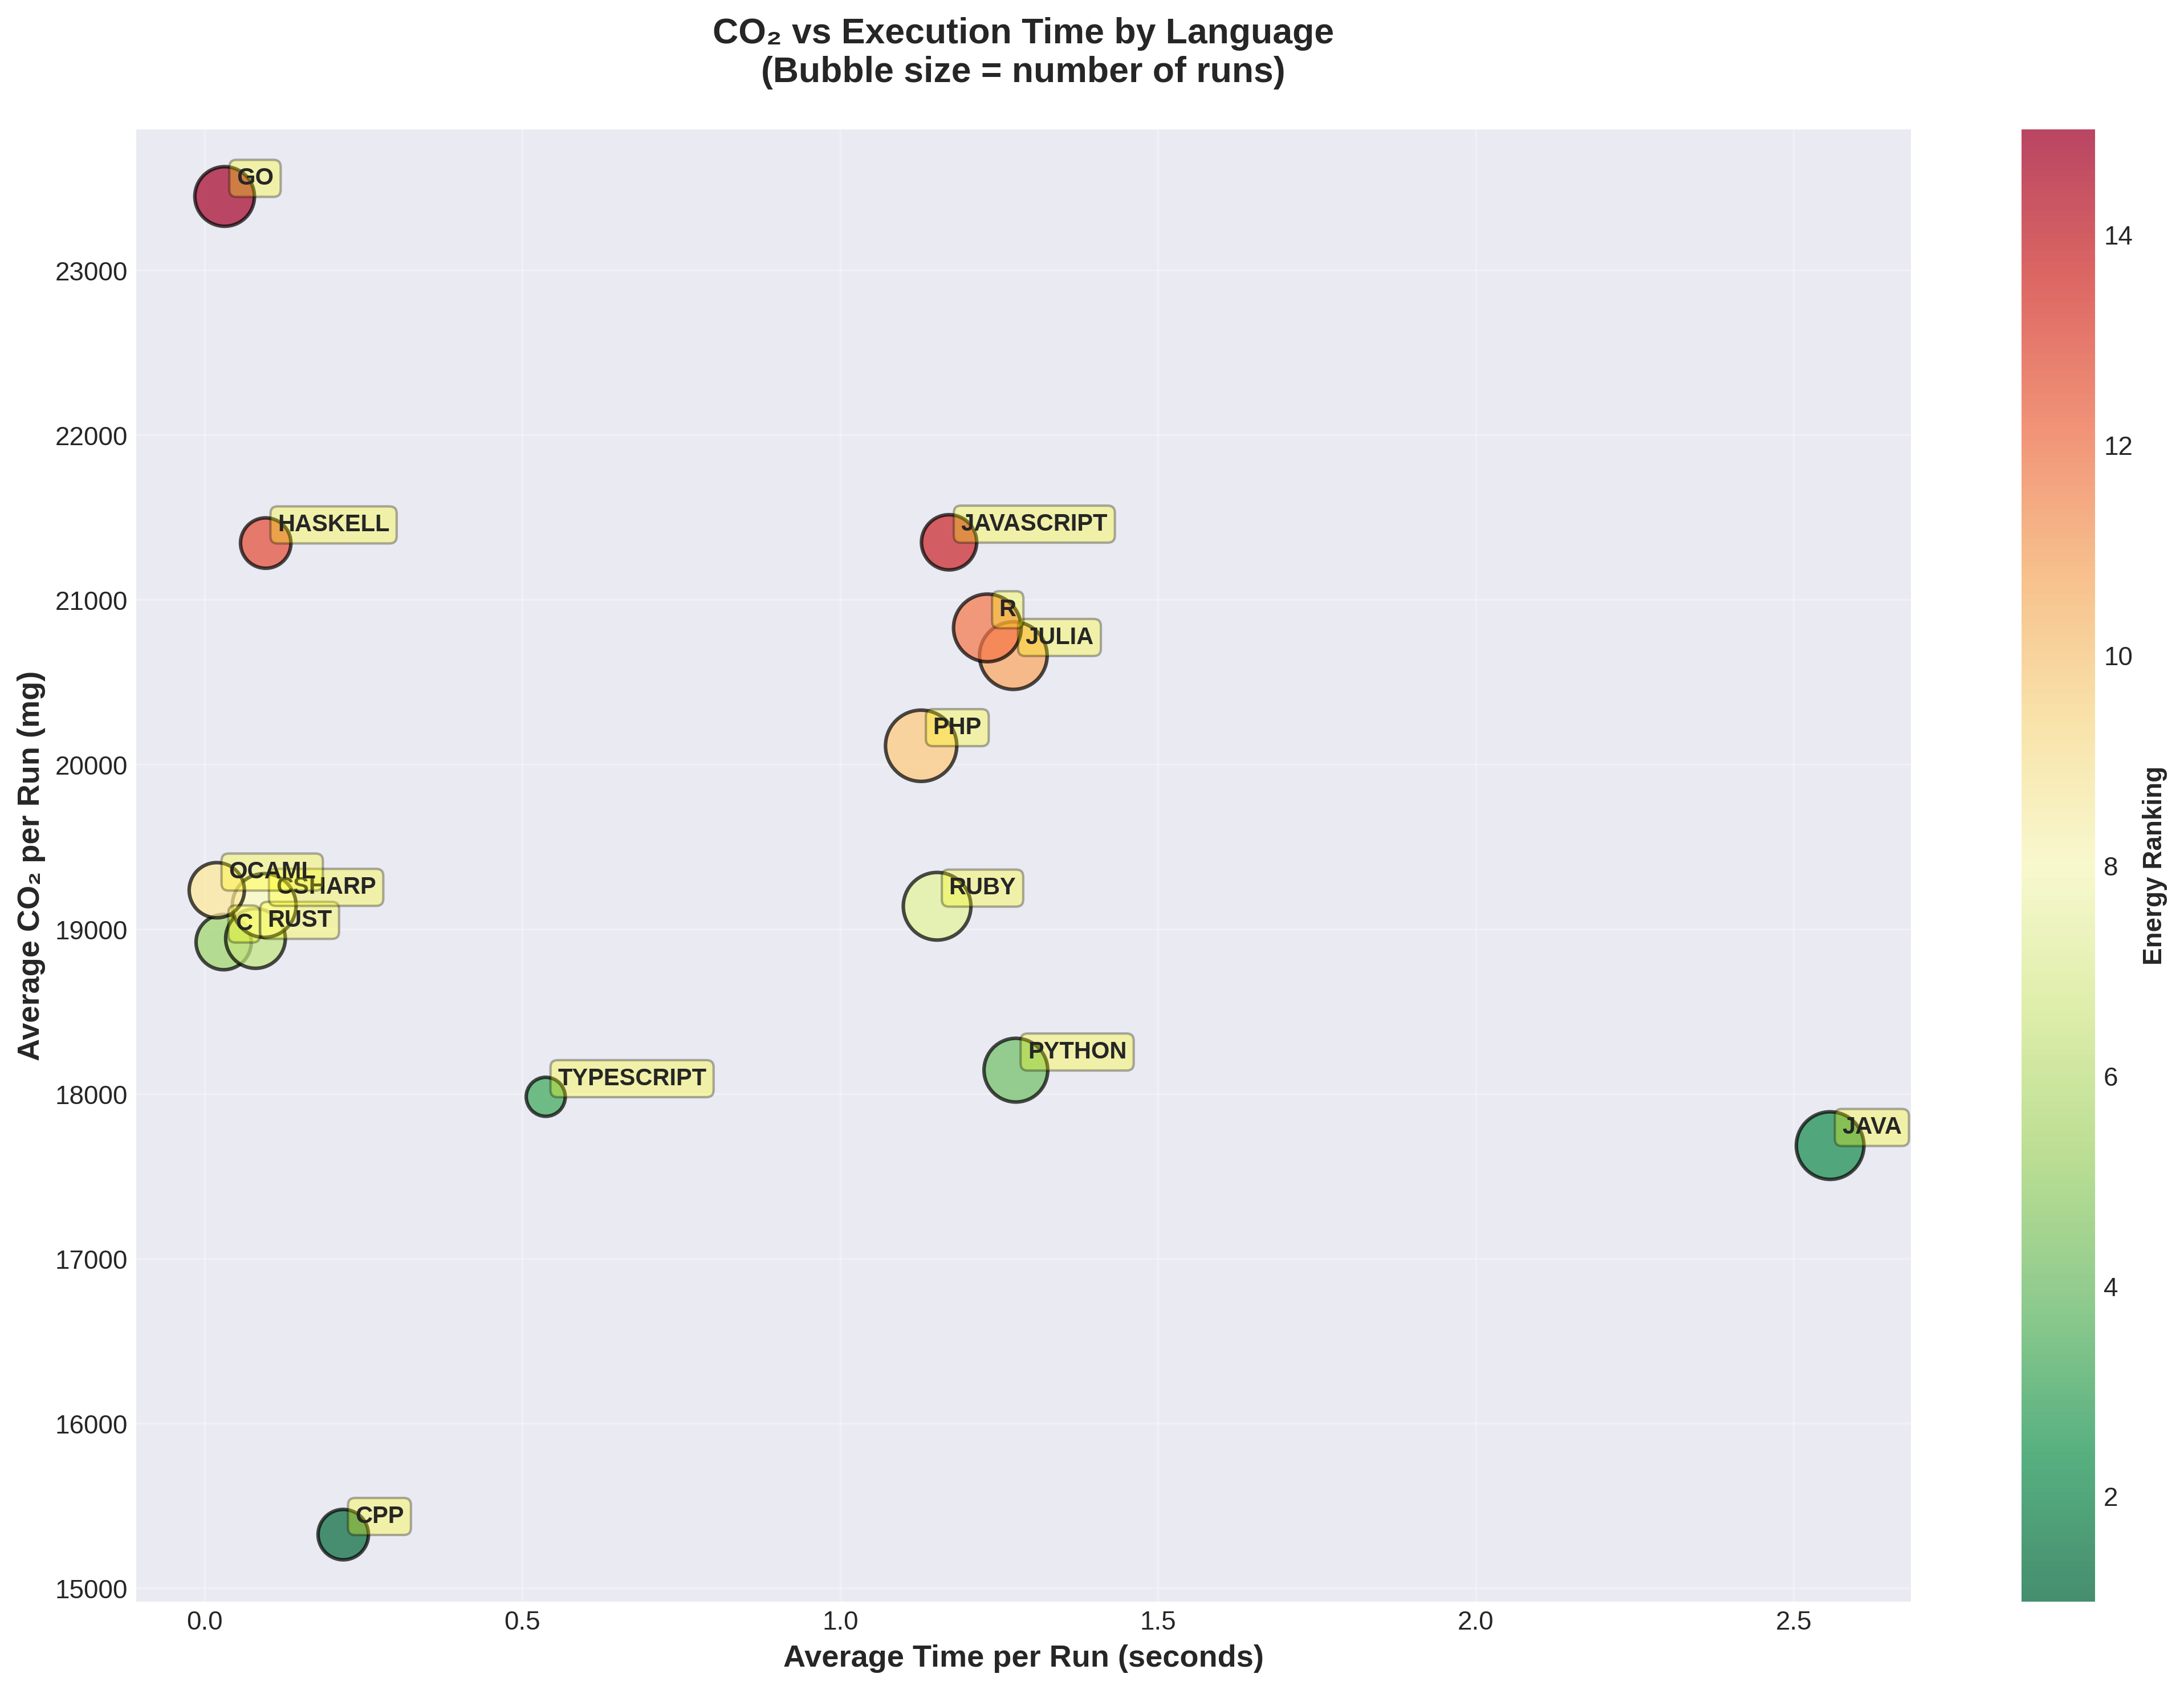 CO₂ vs Execution Time by Language
(Bubble size = number of runs)
GO
HASKELL
JAVASCRIPT
R
JULIA
PHP
OCAML
CSHARP
RUBY
C
RUST
PYTHON
TYPESCRIPT
JAVA
CPP
23000
22000
21000
20000
19000
18000
17000
16000
15000
Average CO₂ per Run (mg)
0.0
0.5
1.0
1.5
2.0
2.5
Average Time per Run (seconds)
14
12
10
8
6
4
2
Energy Ranking